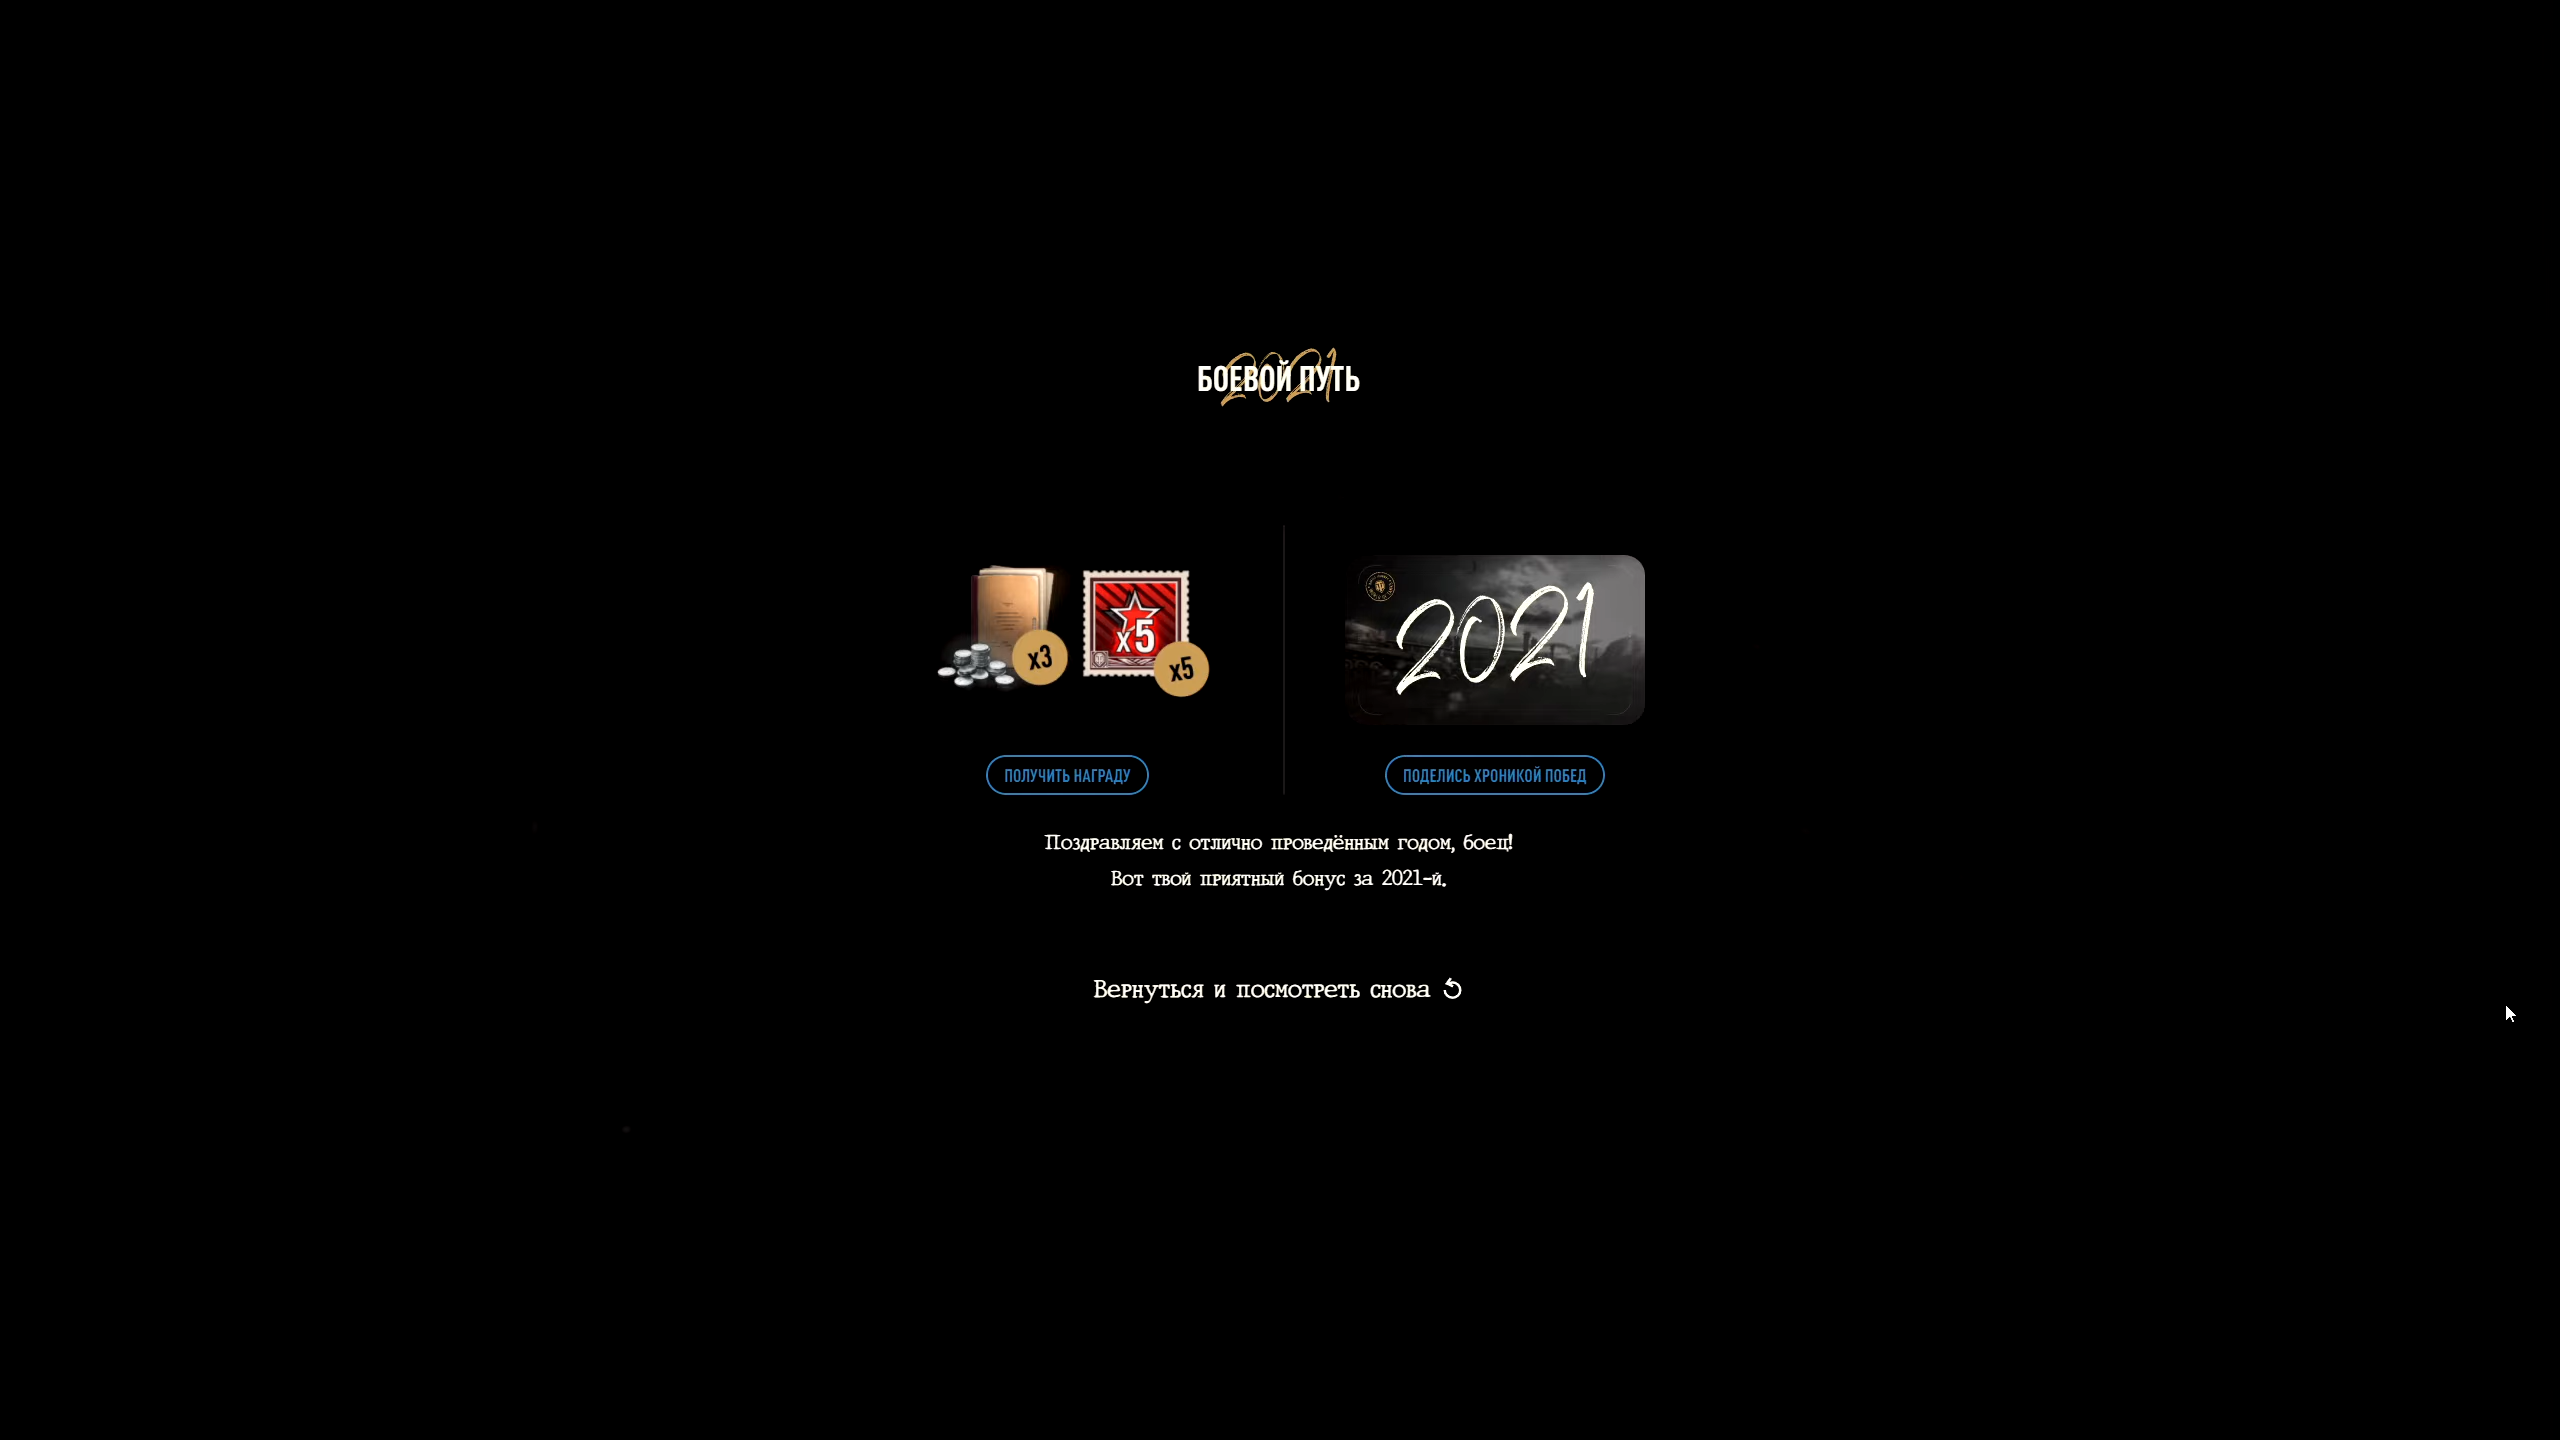 2021
БОЕВОЙ ПУТЬ
x3
x5
x5
2021
ПОЛУЧИТЬ НАГРАДУ
ПОДЕЛИСЬ ХРОНИКОЙ ПОБЕД
Поздравляем с отлично проведённым годом, боец!
Вот твой приятный бонус за 2021-й.
Вернуться и посмотреть снова